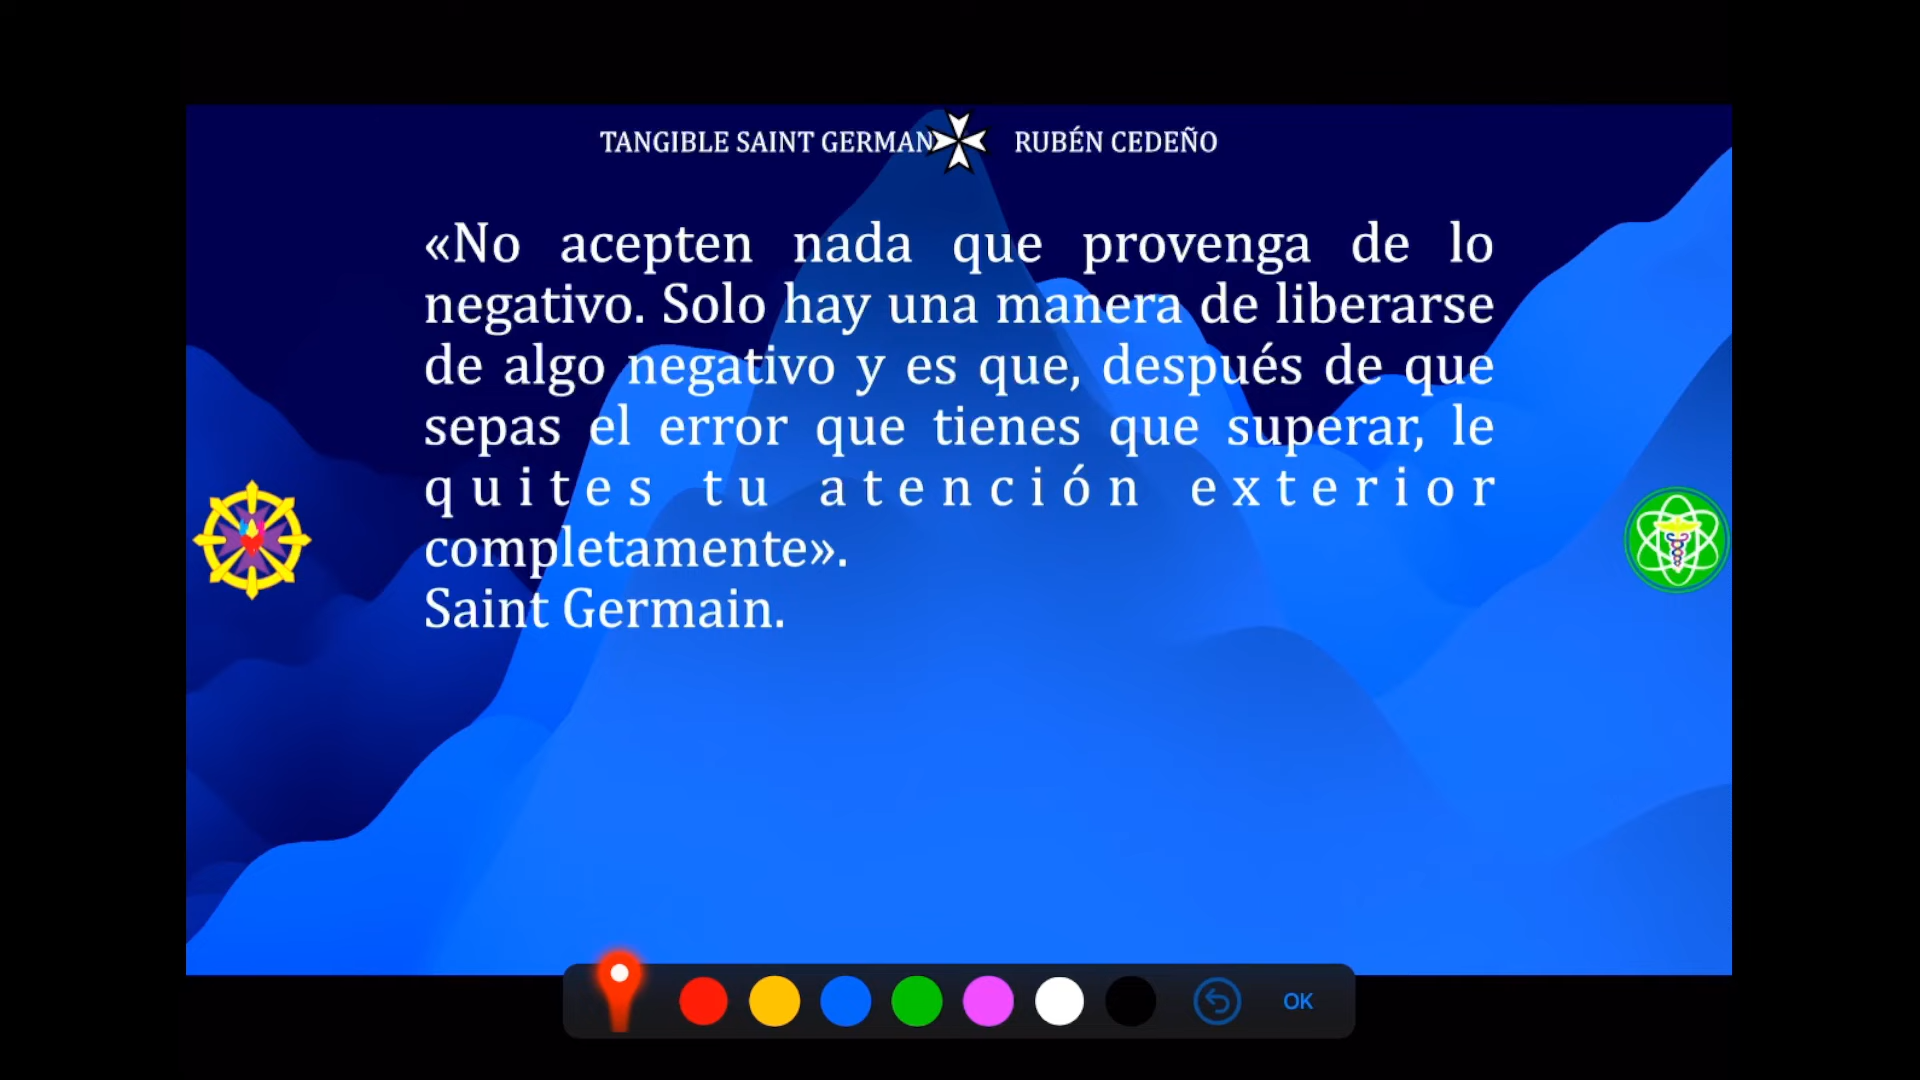 TANGIBLE SAINT GERMAN RUBÉN CEDEÑO
«No acepten nada que provenga de lo
negativo. Solo hay una manera de liberarse
de algo negativo y es que, después de que
sepas el error que tienes que superar, le
quites tu atención exterior
completamente».
Saint Germain.
OK